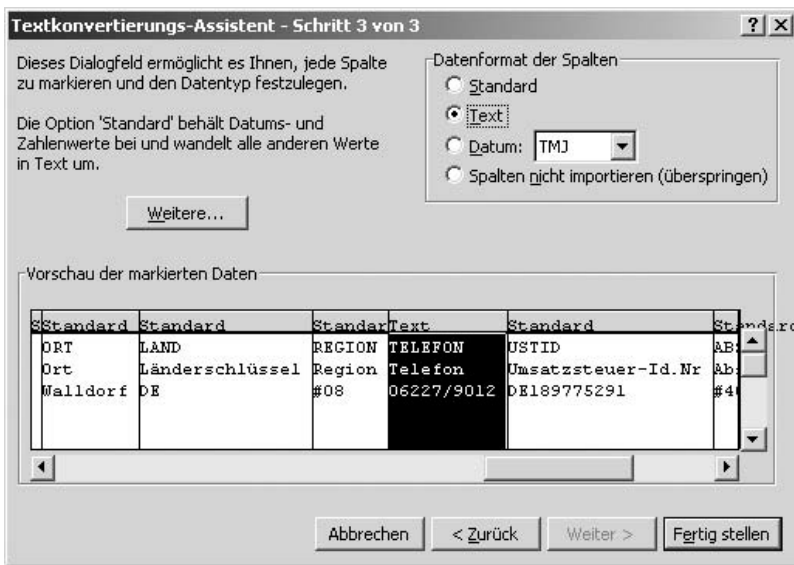 Textkonvertierungs-Assistent - Schritt 3 von 3
Dieses Dialogfeld ermöglicht es Ihnen, jede Spalte
zu markieren und den Datentyp festzulegen.
Die Option 'Standard' behält Datums- und
Zahlenwerte bei und wandelt alle anderen Werte
in Text um.
Weitere...
Datenformat der Spalten
Standard
Text
Datum: TMJ
Spalten nicht importieren (überspringen)
Vorschau der markierten Daten
S Standard Standard Standar Text Standard Standard
ORT LAND REGION TELEFON USTID AB
Ort Länderschlüssel Region Telefon Umsatzsteuer-Id.Nr Ab
Walldorf DE #08 06227/9012 DE189775291 #4
Abbrechen < Zurück Weiter > Fertig stellen